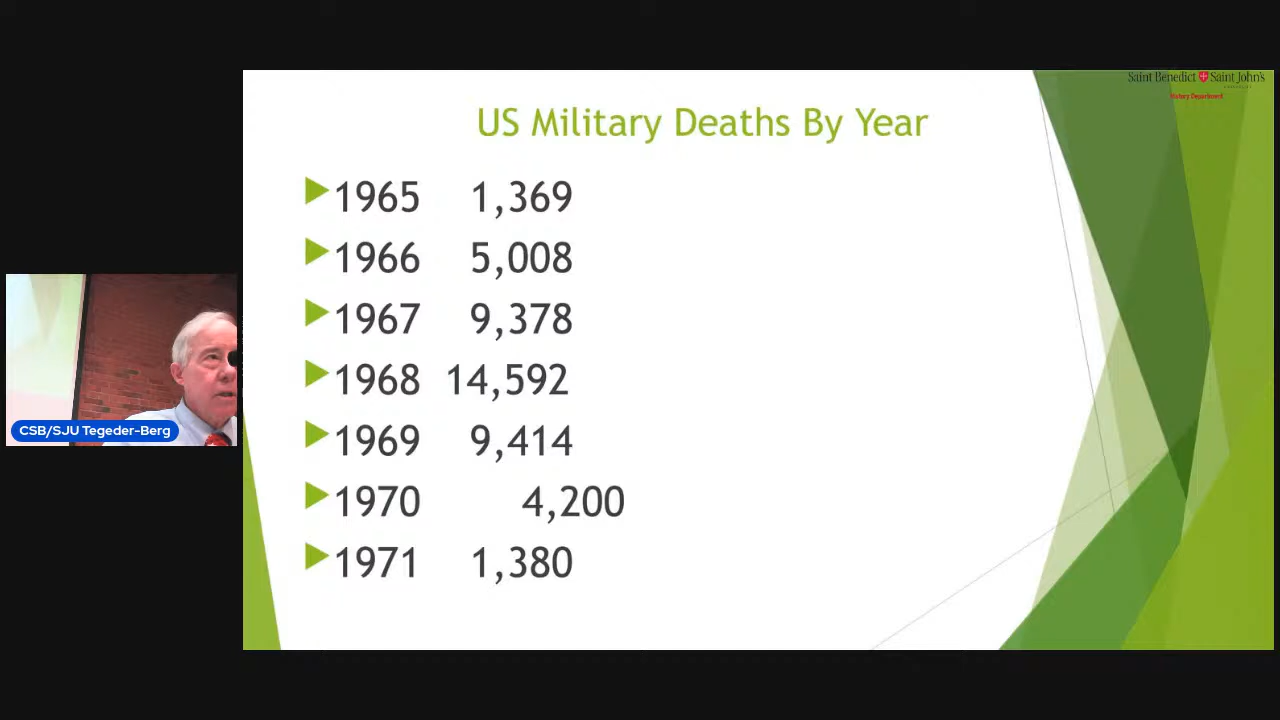 Saint Benedict Saint John's
History Department
US Military Deaths By Year
1965 1,369
1966 5,008
1967 9,378
1968 14,592
1969 9,414
1970 4,200
1971 1,380
CSB/SJU Tegeder-Berg